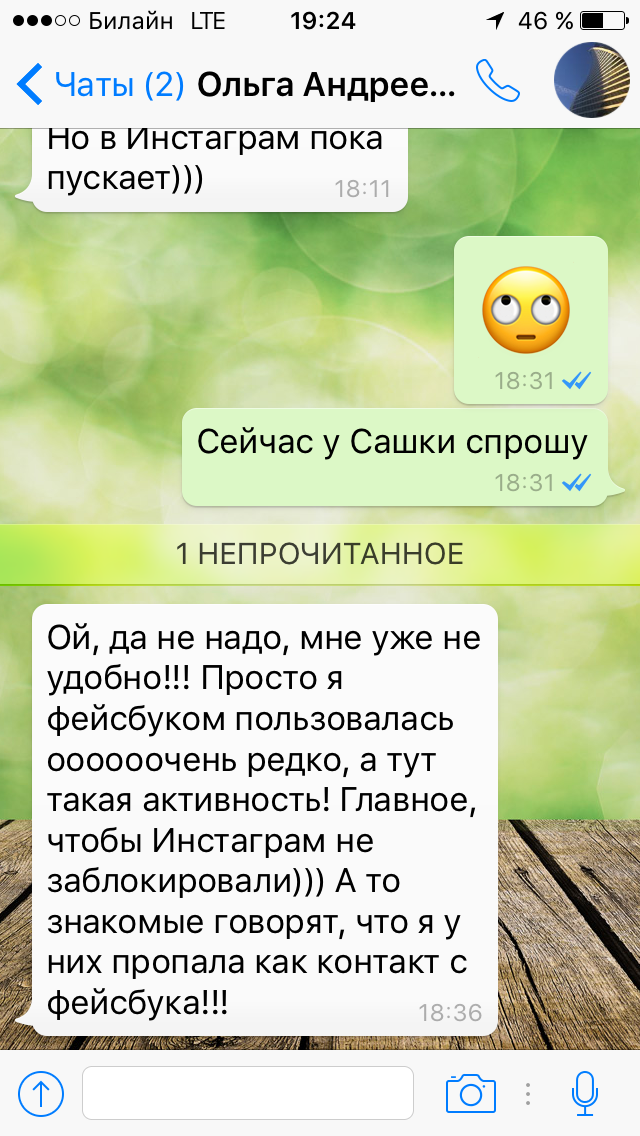 Билайн LTE 19:24 46 %
Чаты (2) Ольга Андрее...
Но в Инстаграм пока
пускает)))
18:11
18:31
Сейчас у Сашки спрошу
18:31
1 НЕПРОЧИТАННОЕ
Ой, да не надо, мне уже не
удобно!!! Просто я
фейсбуком пользовалась
оооооочень редко, а тут
такая активность! Главное,
чтобы Инстаграм не
заблокировали))) А то
знакомые говорят, что я у
них пропала как контакт с
фейсбука!!!
18:36